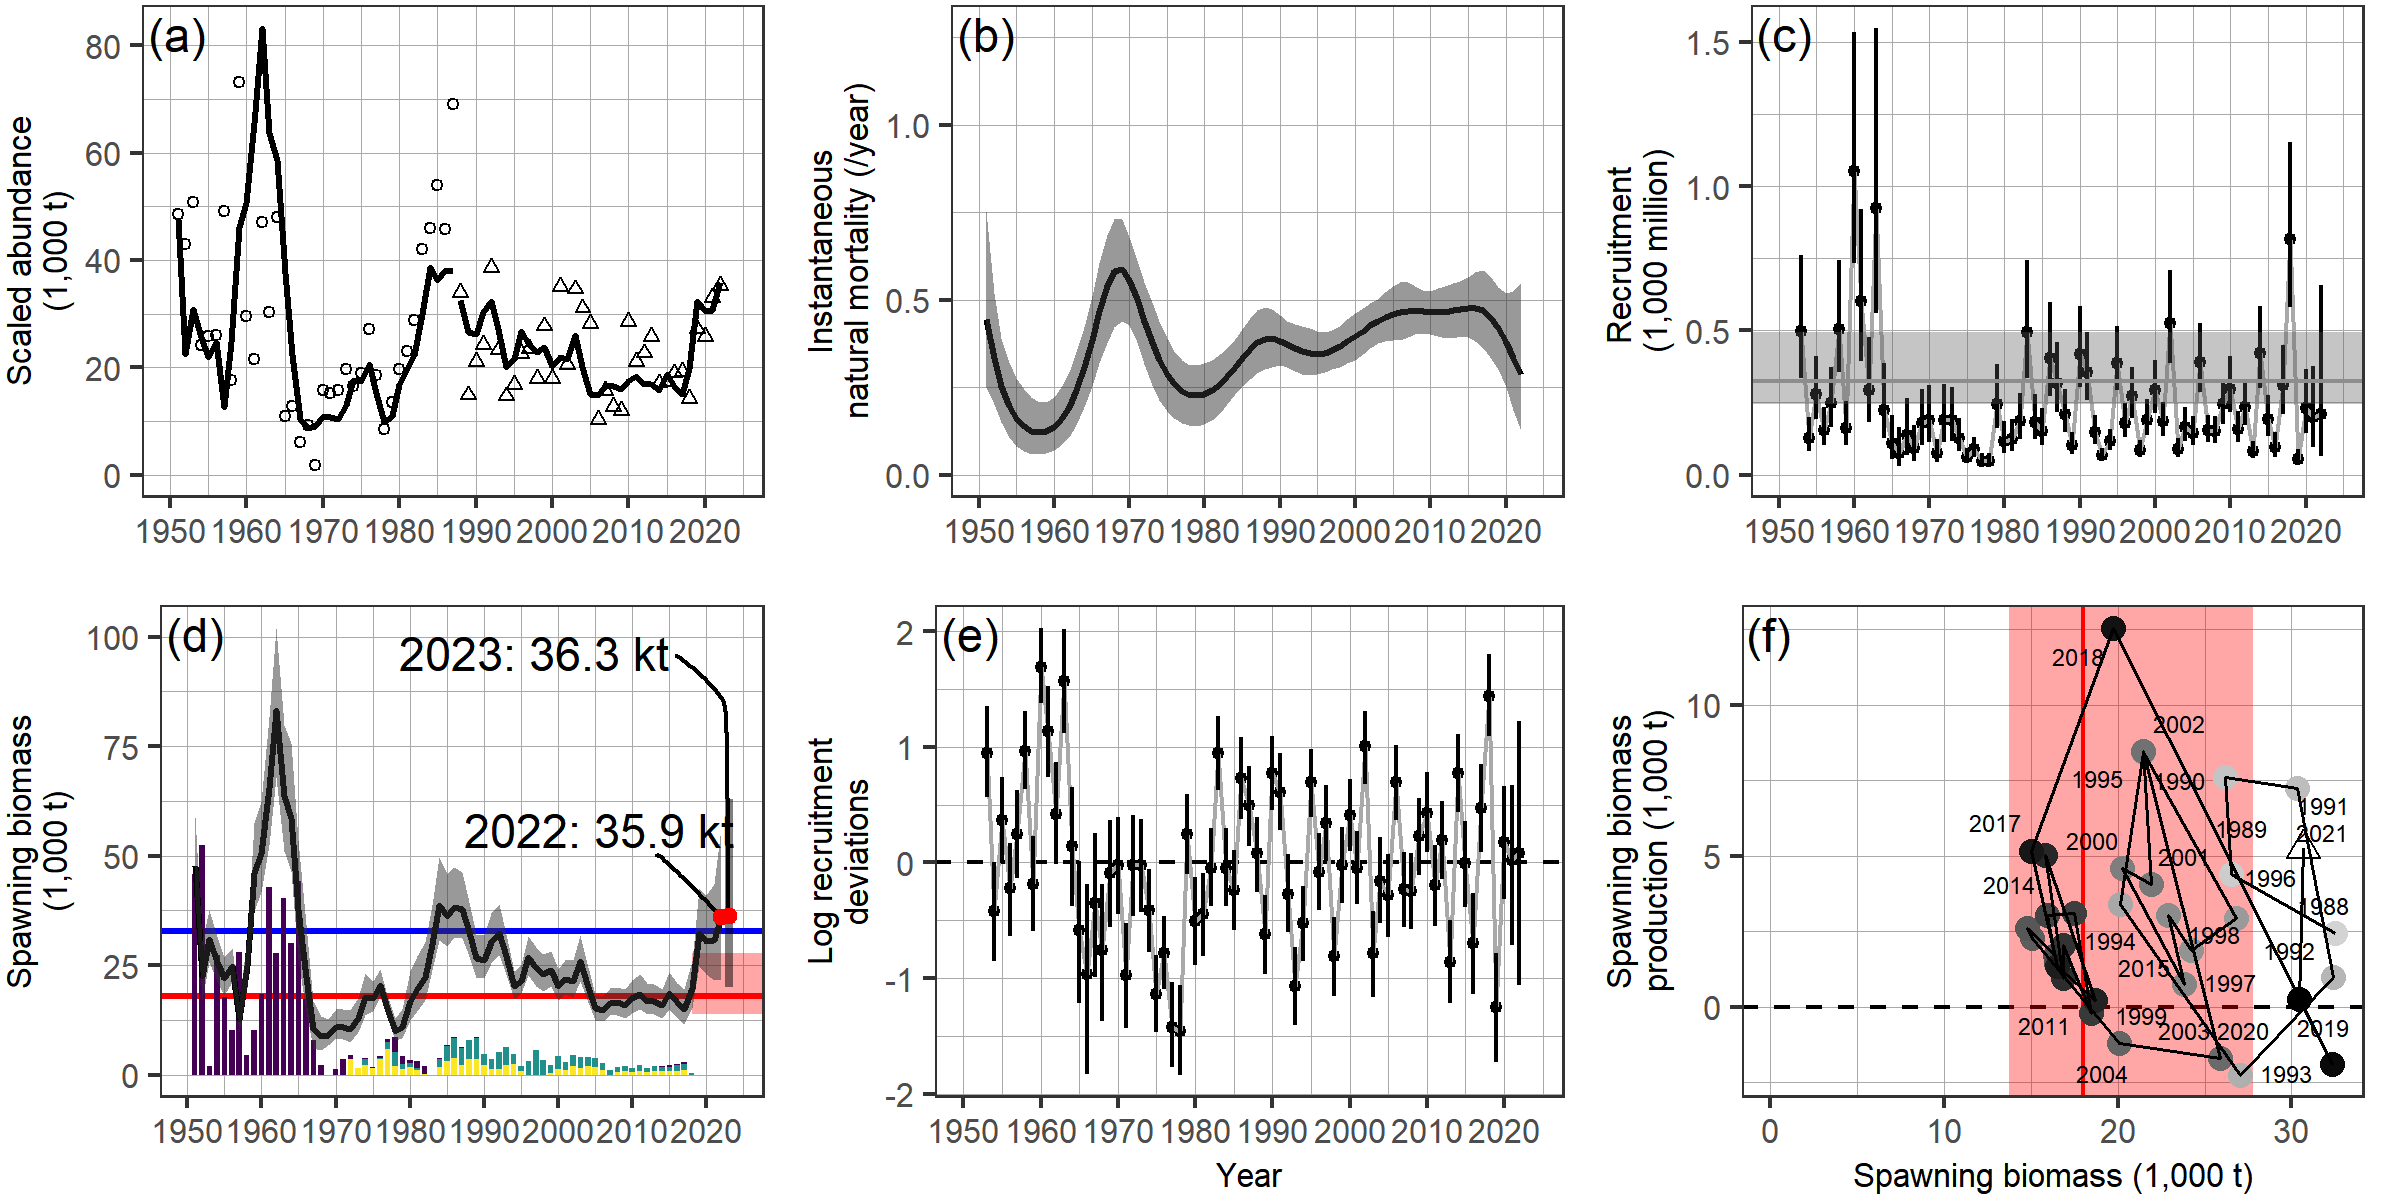 (a)
Scaled abundance
(1,000 t)
80
60
40
20
0
1950 1960 1970 1980 1990 2000 2010 2020
(b)
Instantaneous
natural mortality (/year)
1.0
0.5
0.0
1950 1960 1970 1980 1990 2000 2010 2020
(c)
Recruitment
(1,000 million)
1.5
1.0
0.5
0.0
1950 1960 1970 1980 1990 2000 2010 2020
(d)
Spawning biomass
(1,000 t)
100
75
50
25
0
2023: 36.3 kt
2022: 35.9 kt
1950 1960 1970 1980 1990 2000 2010 2020
(e)
Log recruitment
deviations
2
1
0
-1
-2
1950 1960 1970 1980 1990 2000 2010 2020
Year
(f)
Spawning biomass
production (1,000 t)
10
5
0
2018
2002
1995
1990
1991
2017
1989
2021
2000
2001
2014
1996
1988
1994
1998
1992
2015
1997
2011
1999
2003
2020
2019
2004
1993
0 10 20 30
Spawning biomass (1,000 t)